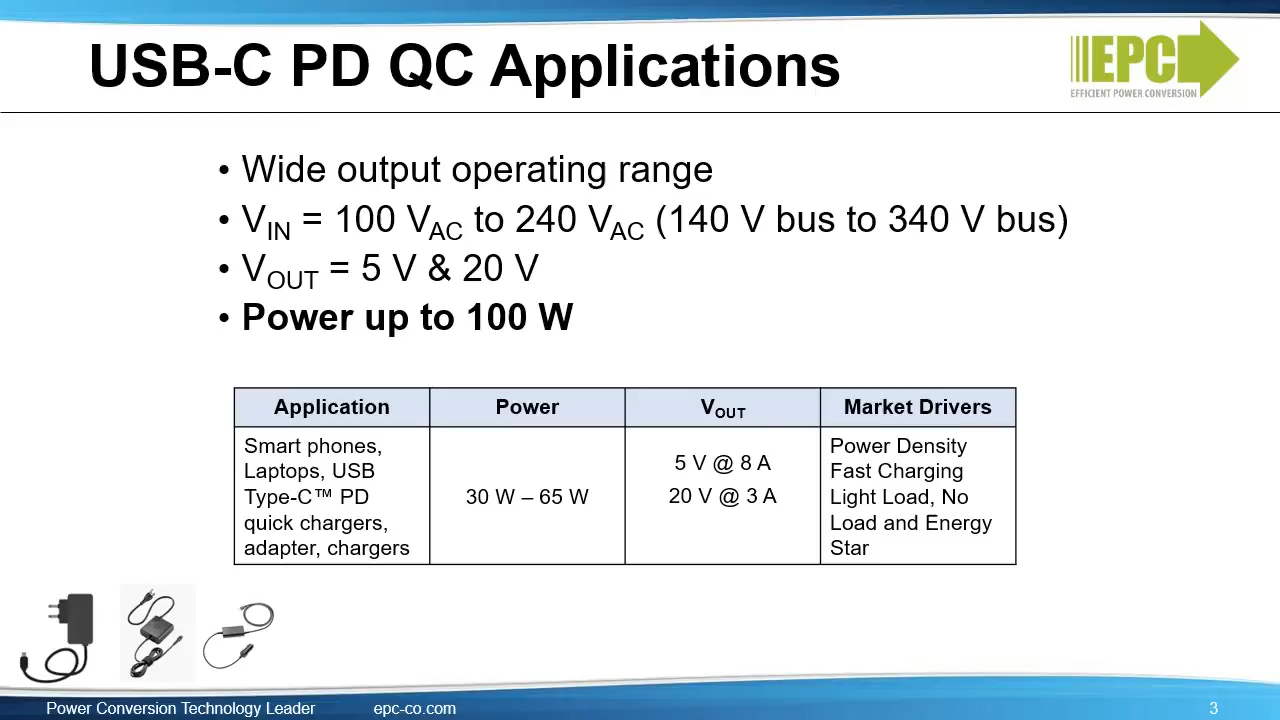 USB-C PD QC Applications
EPC
EFFICIENT POWER CONVERSION
• Wide output operating range
• VIN = 100 VAC to 240 VAC (140 V bus to 340 V bus)
• VOUT = 5 V & 20 V
• Power up to 100 W
Application Power VOUT Market Drivers
Smart phones,
Laptops, USB
Type-C™ PD
quick chargers,
adapter, chargers
30 W – 65 W
5 V @ 8 A
20 V @ 3 A
Power Density
Fast Charging
Light Load, No
Load and Energy
Star
Power Conversion Technology Leader epc-co.com 3